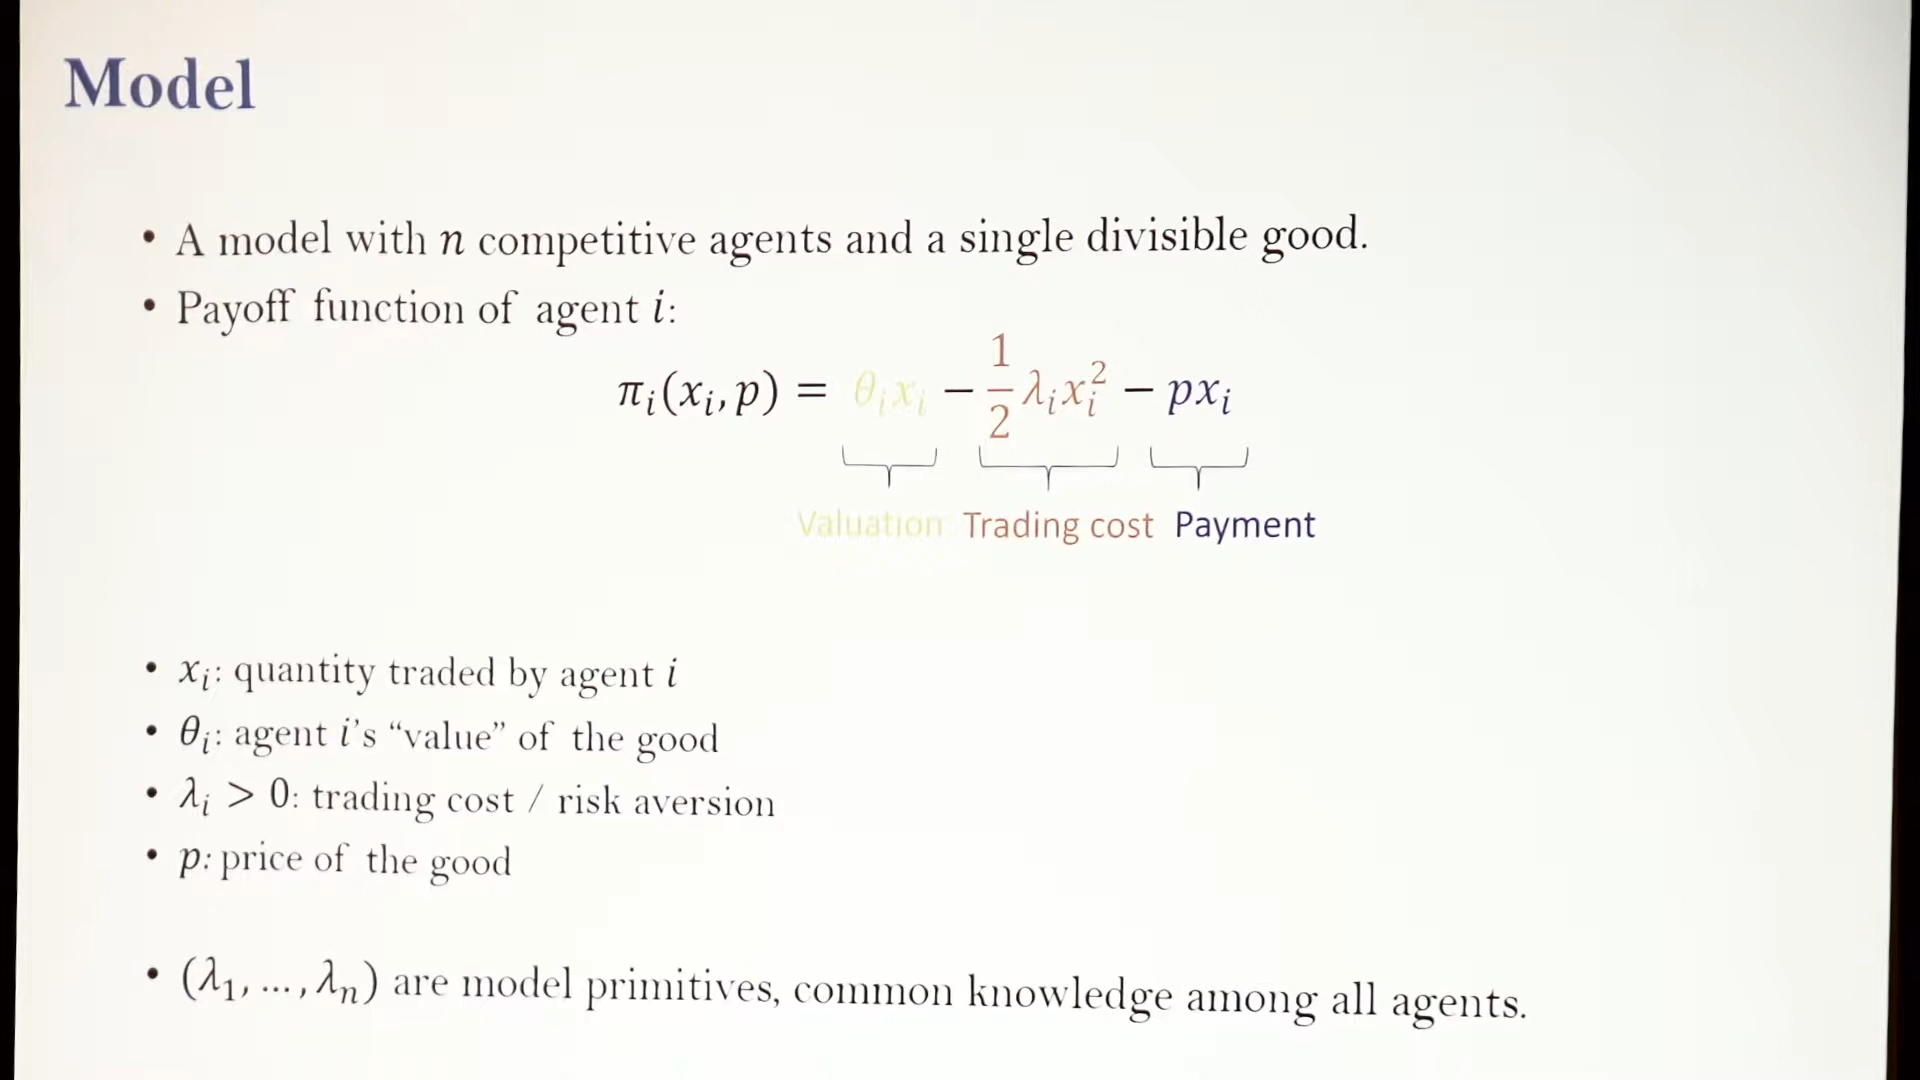 Model
• A model with n competitive agents and a single divisible good.
• Payoff function of agent i:
πᵢ(xᵢ, p) = θᵢxᵢ − ½λᵢxᵢ² − pxᵢ
Valuation Trading cost Payment
• xᵢ: quantity traded by agent i
• θᵢ: agent i’s “value” of the good
• λᵢ > 0: trading cost / risk aversion
• p: price of the good
• (λ₁, …, λₙ) are model primitives, common knowledge among all agents.